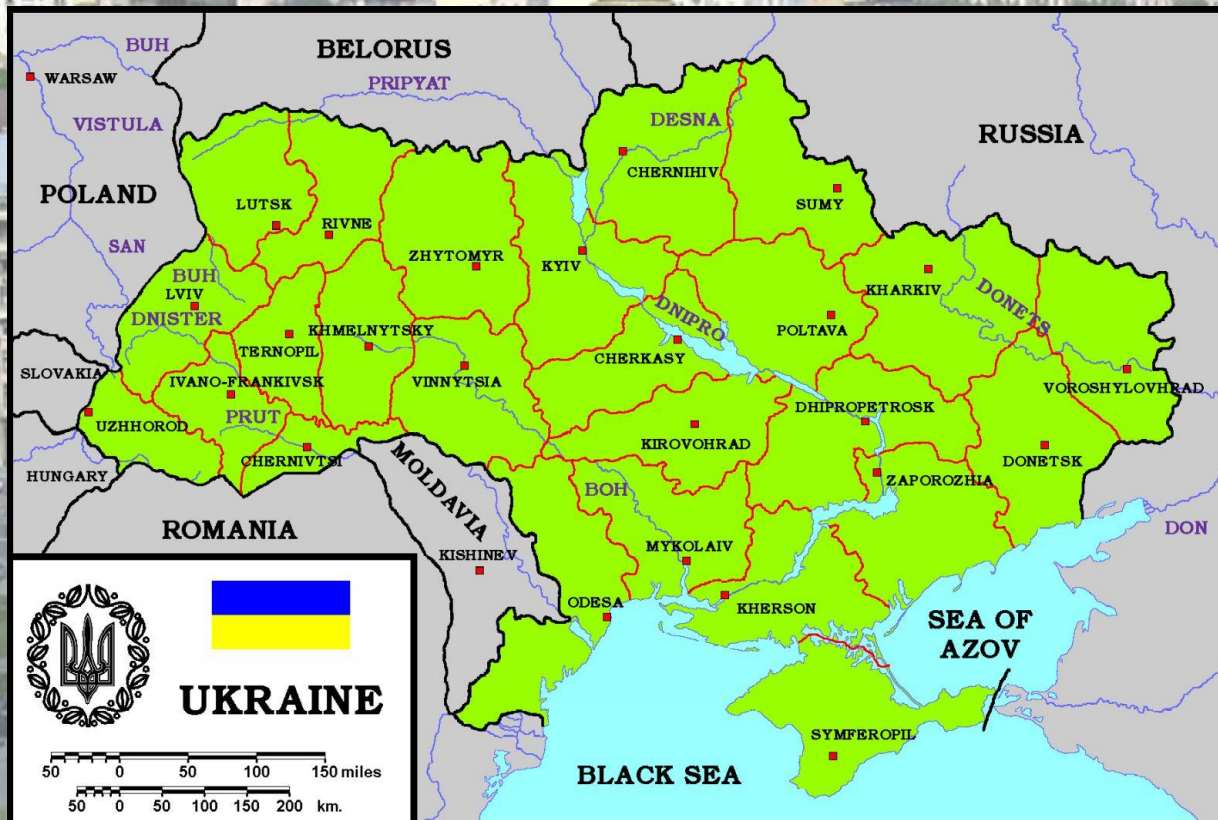 BUH
BELORUS
WARSAW
PRIPYAT
VISTULA
DESNA
RUSSIA
CHERNIHIV
POLAND
SUMY
LUTSK
RIVNE
SAN
ZHYTOMYR
KYIV
BUH
KHARKIV
LVIV
DNISTER
DNIPRO
DONETS
KHMELNYTSKY
POLTAVA
TERNOPIL
CHERKASY
SLOVAKIA
IVANO-FRANKIVSK
VINNYTSIA
VOROSHYLOVHRAD
PRUT
DHIPROPETROSK
UZHHOROD
KIROVOHRAD
CHERNIVTSI
DONETSK
HUNGARY
MOLDAVIA
ZAPOROZHIA
BOH
ROMANIA
DON
MYKOLAIV
KISHINEV
ODESA
KHERSON
SEA OF
AZOV
UKRAINE
SYMFEROPIL
BLACK SEA
50 0 50 100 150 miles
50 0 50 100 150 200 km.